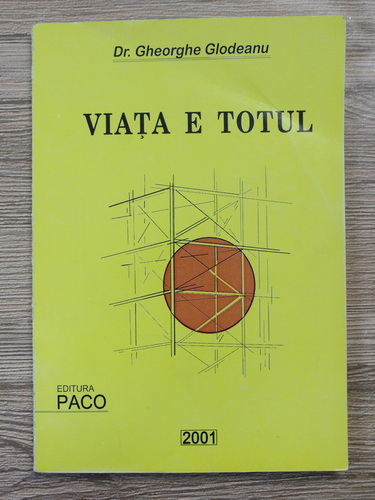 Dr. Gheorghe Glodeanu
VIAȚA E TOTUL
EDITURA
PACO
2001